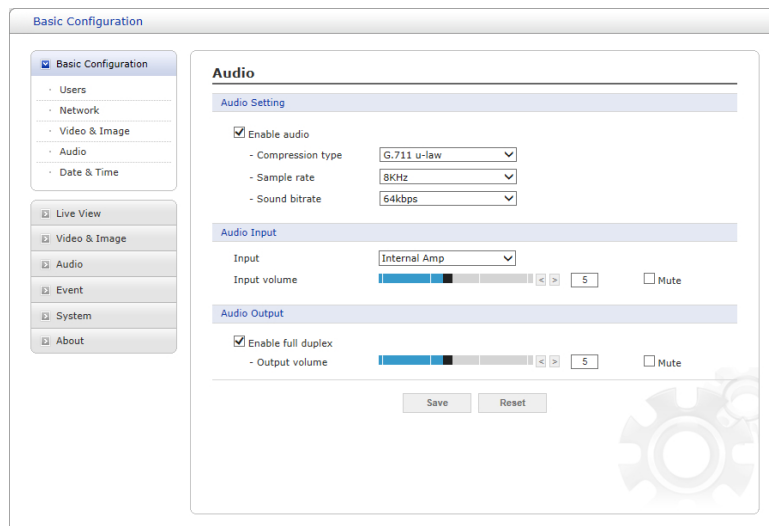 Basic Configuration
Basic Configuration
· Users
· Network
· Video & Image
· Audio
· Date & Time
Live View
Video & Image
Audio
Event
System
About
Audio
Audio Setting
Enable audio
- Compression type G.711 u-law
- Sample rate 8KHz
- Sound bitrate 64kbps
Audio Input
Input Internal Amp
Input volume < > 5 Mute
Audio Output
Enable full duplex
- Output volume < > 5 Mute
Save Reset